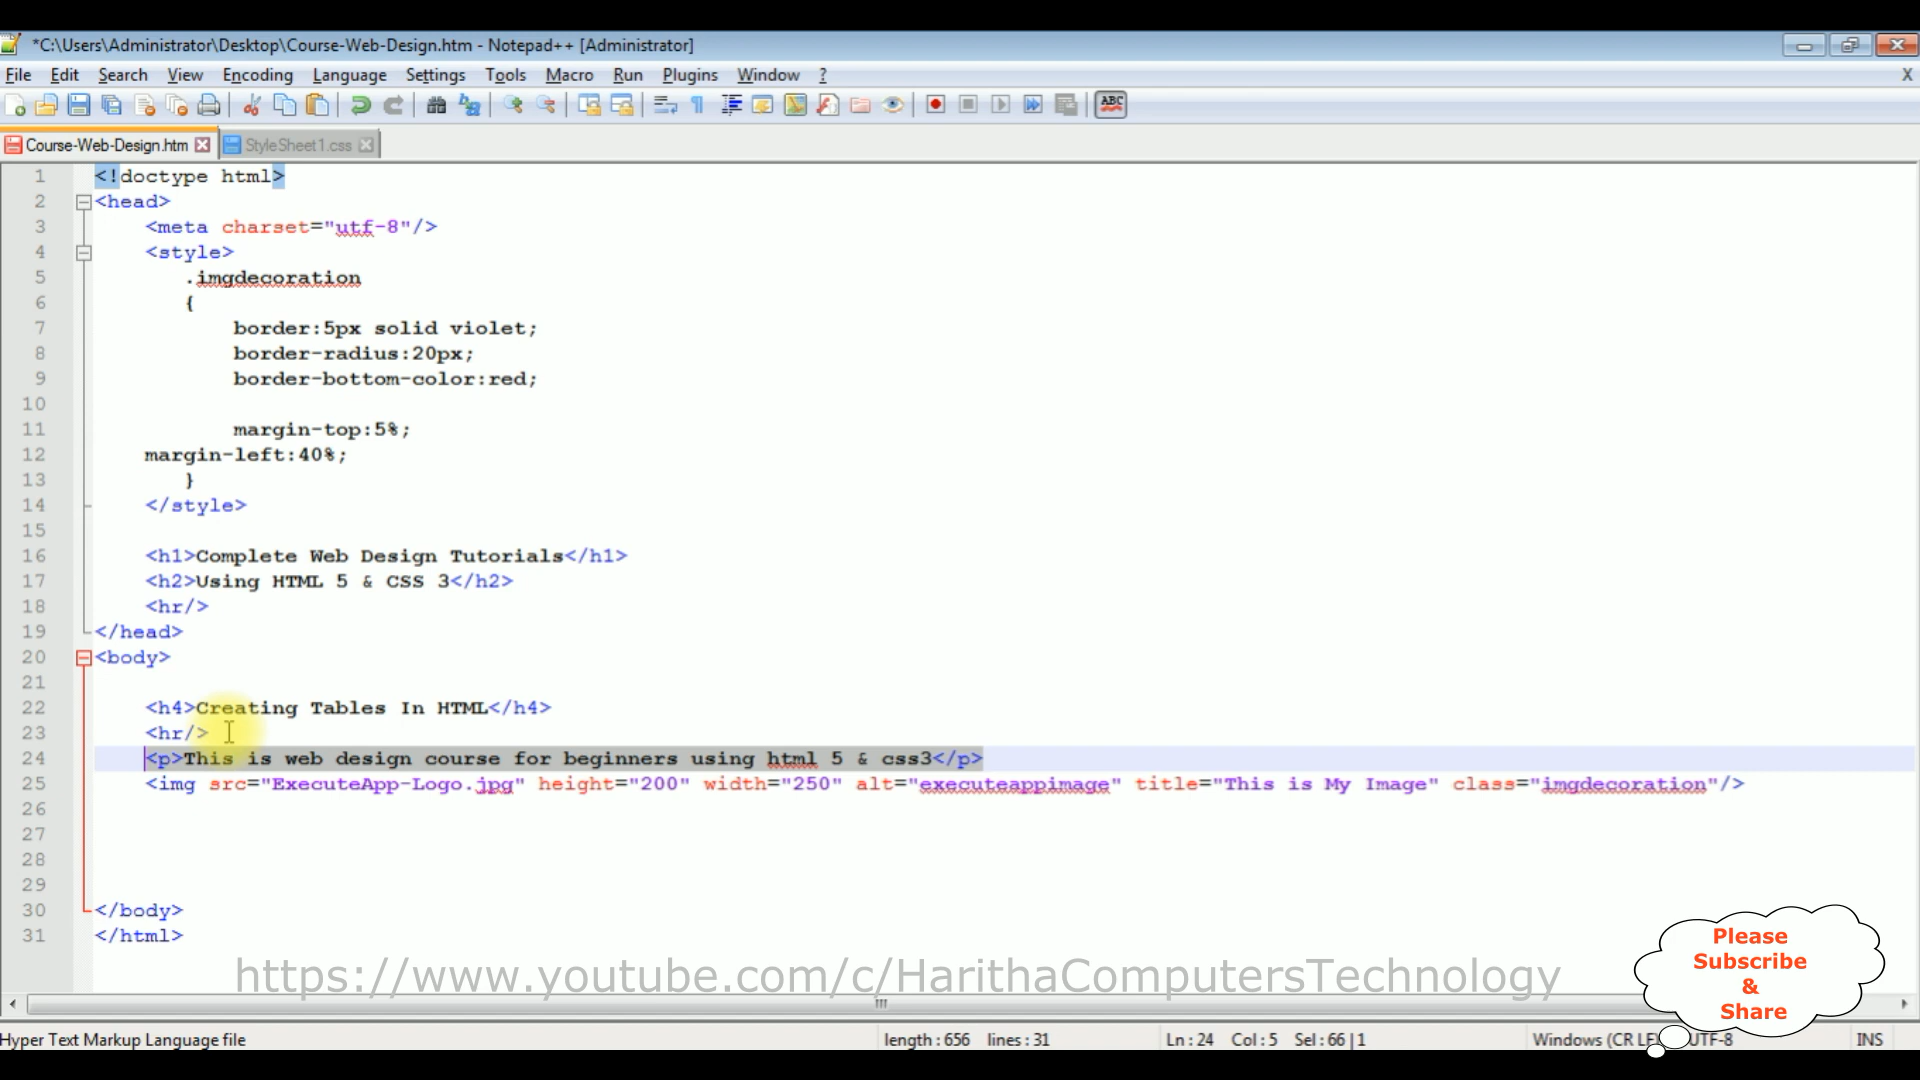 *C:\Users\Administrator\Desktop\Course-Web-Design.htm - Notepad++ [Administrator]
File Edit Search View Encoding Language Settings Tools Macro Run Plugins Window ?
X
ABC
Course-Web-Design.htm StyleSheet1.css
1 <!doctype html>
2 <head>
3 <meta charset="utf-8"/>
4 <style>
5 .imgdecoration
6 {
7 border:5px solid violet;
8 border-radius:20px;
9 border-bottom-color:red;
10
11 margin-top:5%;
12 margin-left:40%;
13 }
14 </style>
15
16 <h1>Complete Web Design Tutorials</h1>
17 <h2>Using HTML 5 & CSS 3</h2>
18 <hr/>
19 </head>
20 <body>
21
22 <h4>Creating Tables In HTML</h4>
23 <hr/>
24 <p>This is web design course for beginners using html 5 & css3</p>
25 <img src="ExecuteApp-Logo.jpg" height="200" width="250" alt="executeappimage" title="This is My Image" class="imgdecoration"/>
26
27
28
29
30 </body>
31 </html>
https://www.youtube.com/c/HarithaComputersTechnology
Please
Subscribe
&
Share
Hyper Text Markup Language file length : 656 lines : 31 Ln : 24 Col : 5 Sel : 66 | 1 Windows (CR LF) UTF-8 INS